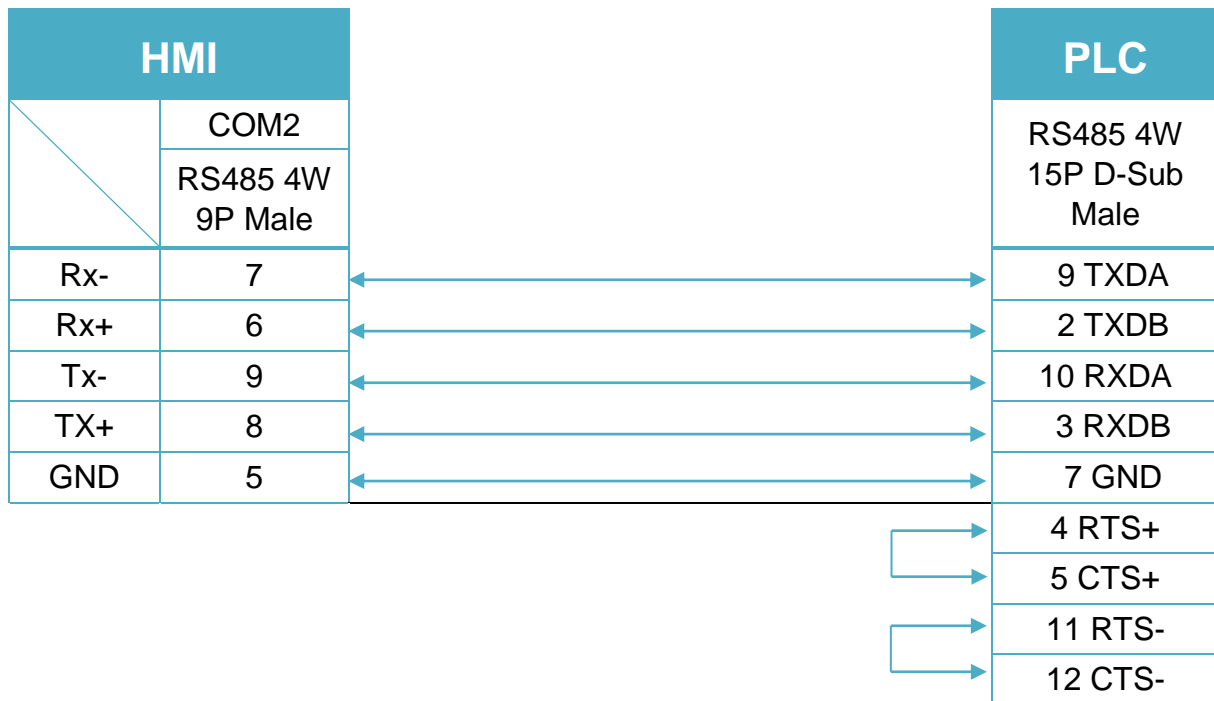 HMI
PLC
COM2
RS485 4W
9P Male
RS485 4W
15P D-Sub
Male
Rx- 7 9 TXDA
Rx+ 6 2 TXDB
Tx- 9 10 RXDA
TX+ 8 3 RXDB
GND 5 7 GND
4 RTS+
5 CTS+
11 RTS-
12 CTS-